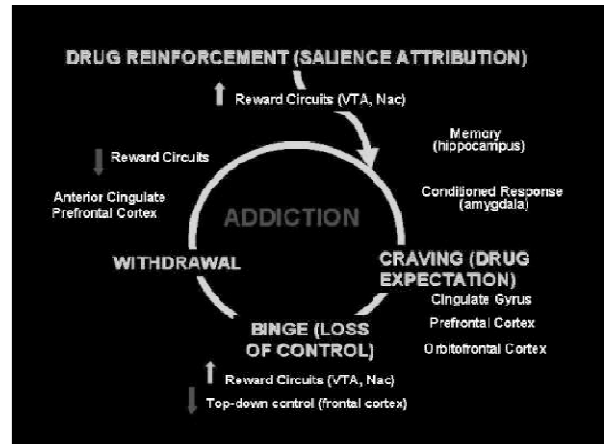 DRUG REINFORCEMENT (SALIENCE ATTRIBUTION)
Reward Circuits (VTA, Nac)
Memory
(hippocampus)
Reward Circuits
Conditioned Response
(amygdala)
Anterior Cingulate
Prefrontal Cortex
ADDICTION
WITHDRAWAL
CRAVING (DRUG
EXPECTATION)
Cingulate Gyrus
Prefrontal Cortex
Orbitofrontal Cortex
BINGE (LOSS
OF CONTROL)
Reward Circuits (VTA, Nac)
Top-down control (frontal cortex)